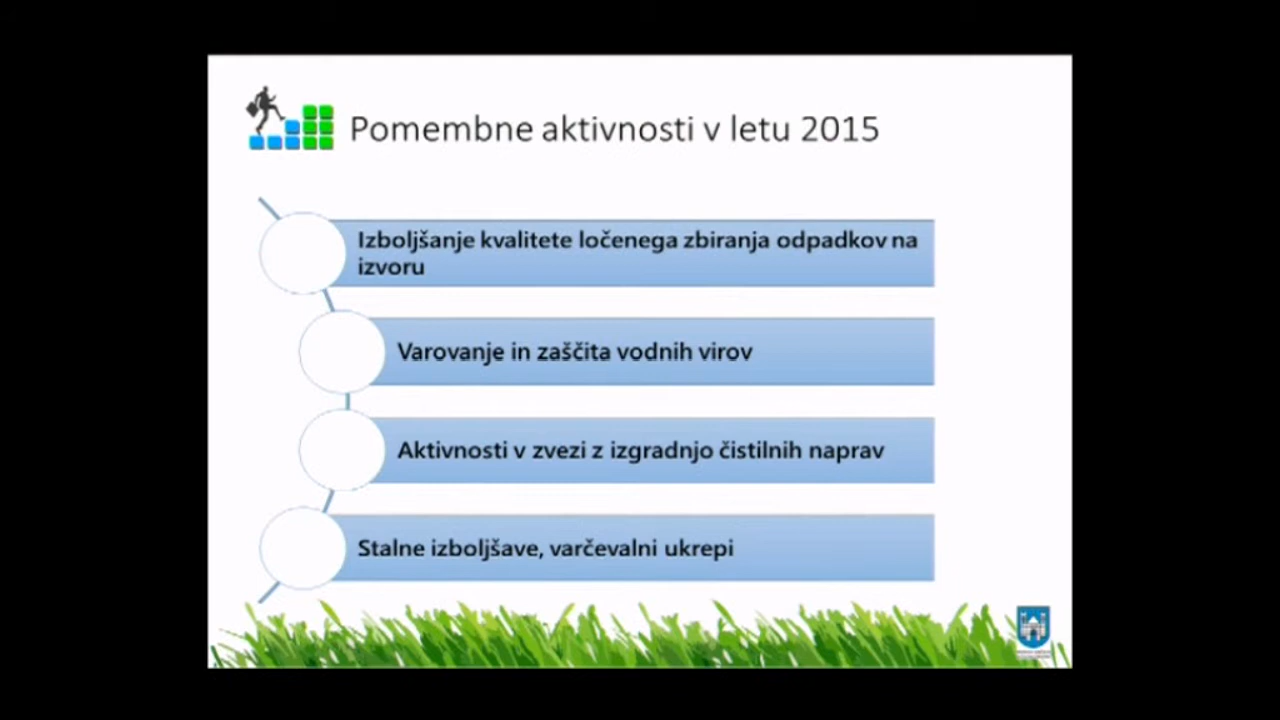 Pomembne aktivnosti v letu 2015
Izboljšanje kvalitete ločenega zbiranja odpadkov na
izvoru
Varovanje in zaščita vodnih virov
Aktivnosti v zvezi z izgradnjo čistilnih naprav
Stalne izboljšave, varčevalni ukrepi